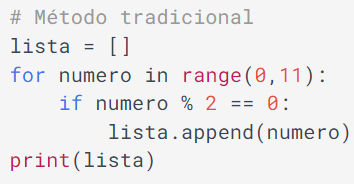 # Método tradicional
lista = []
for numero in range(0,11):
    if numero % 2 == 0:
        lista.append(numero)
print(lista)